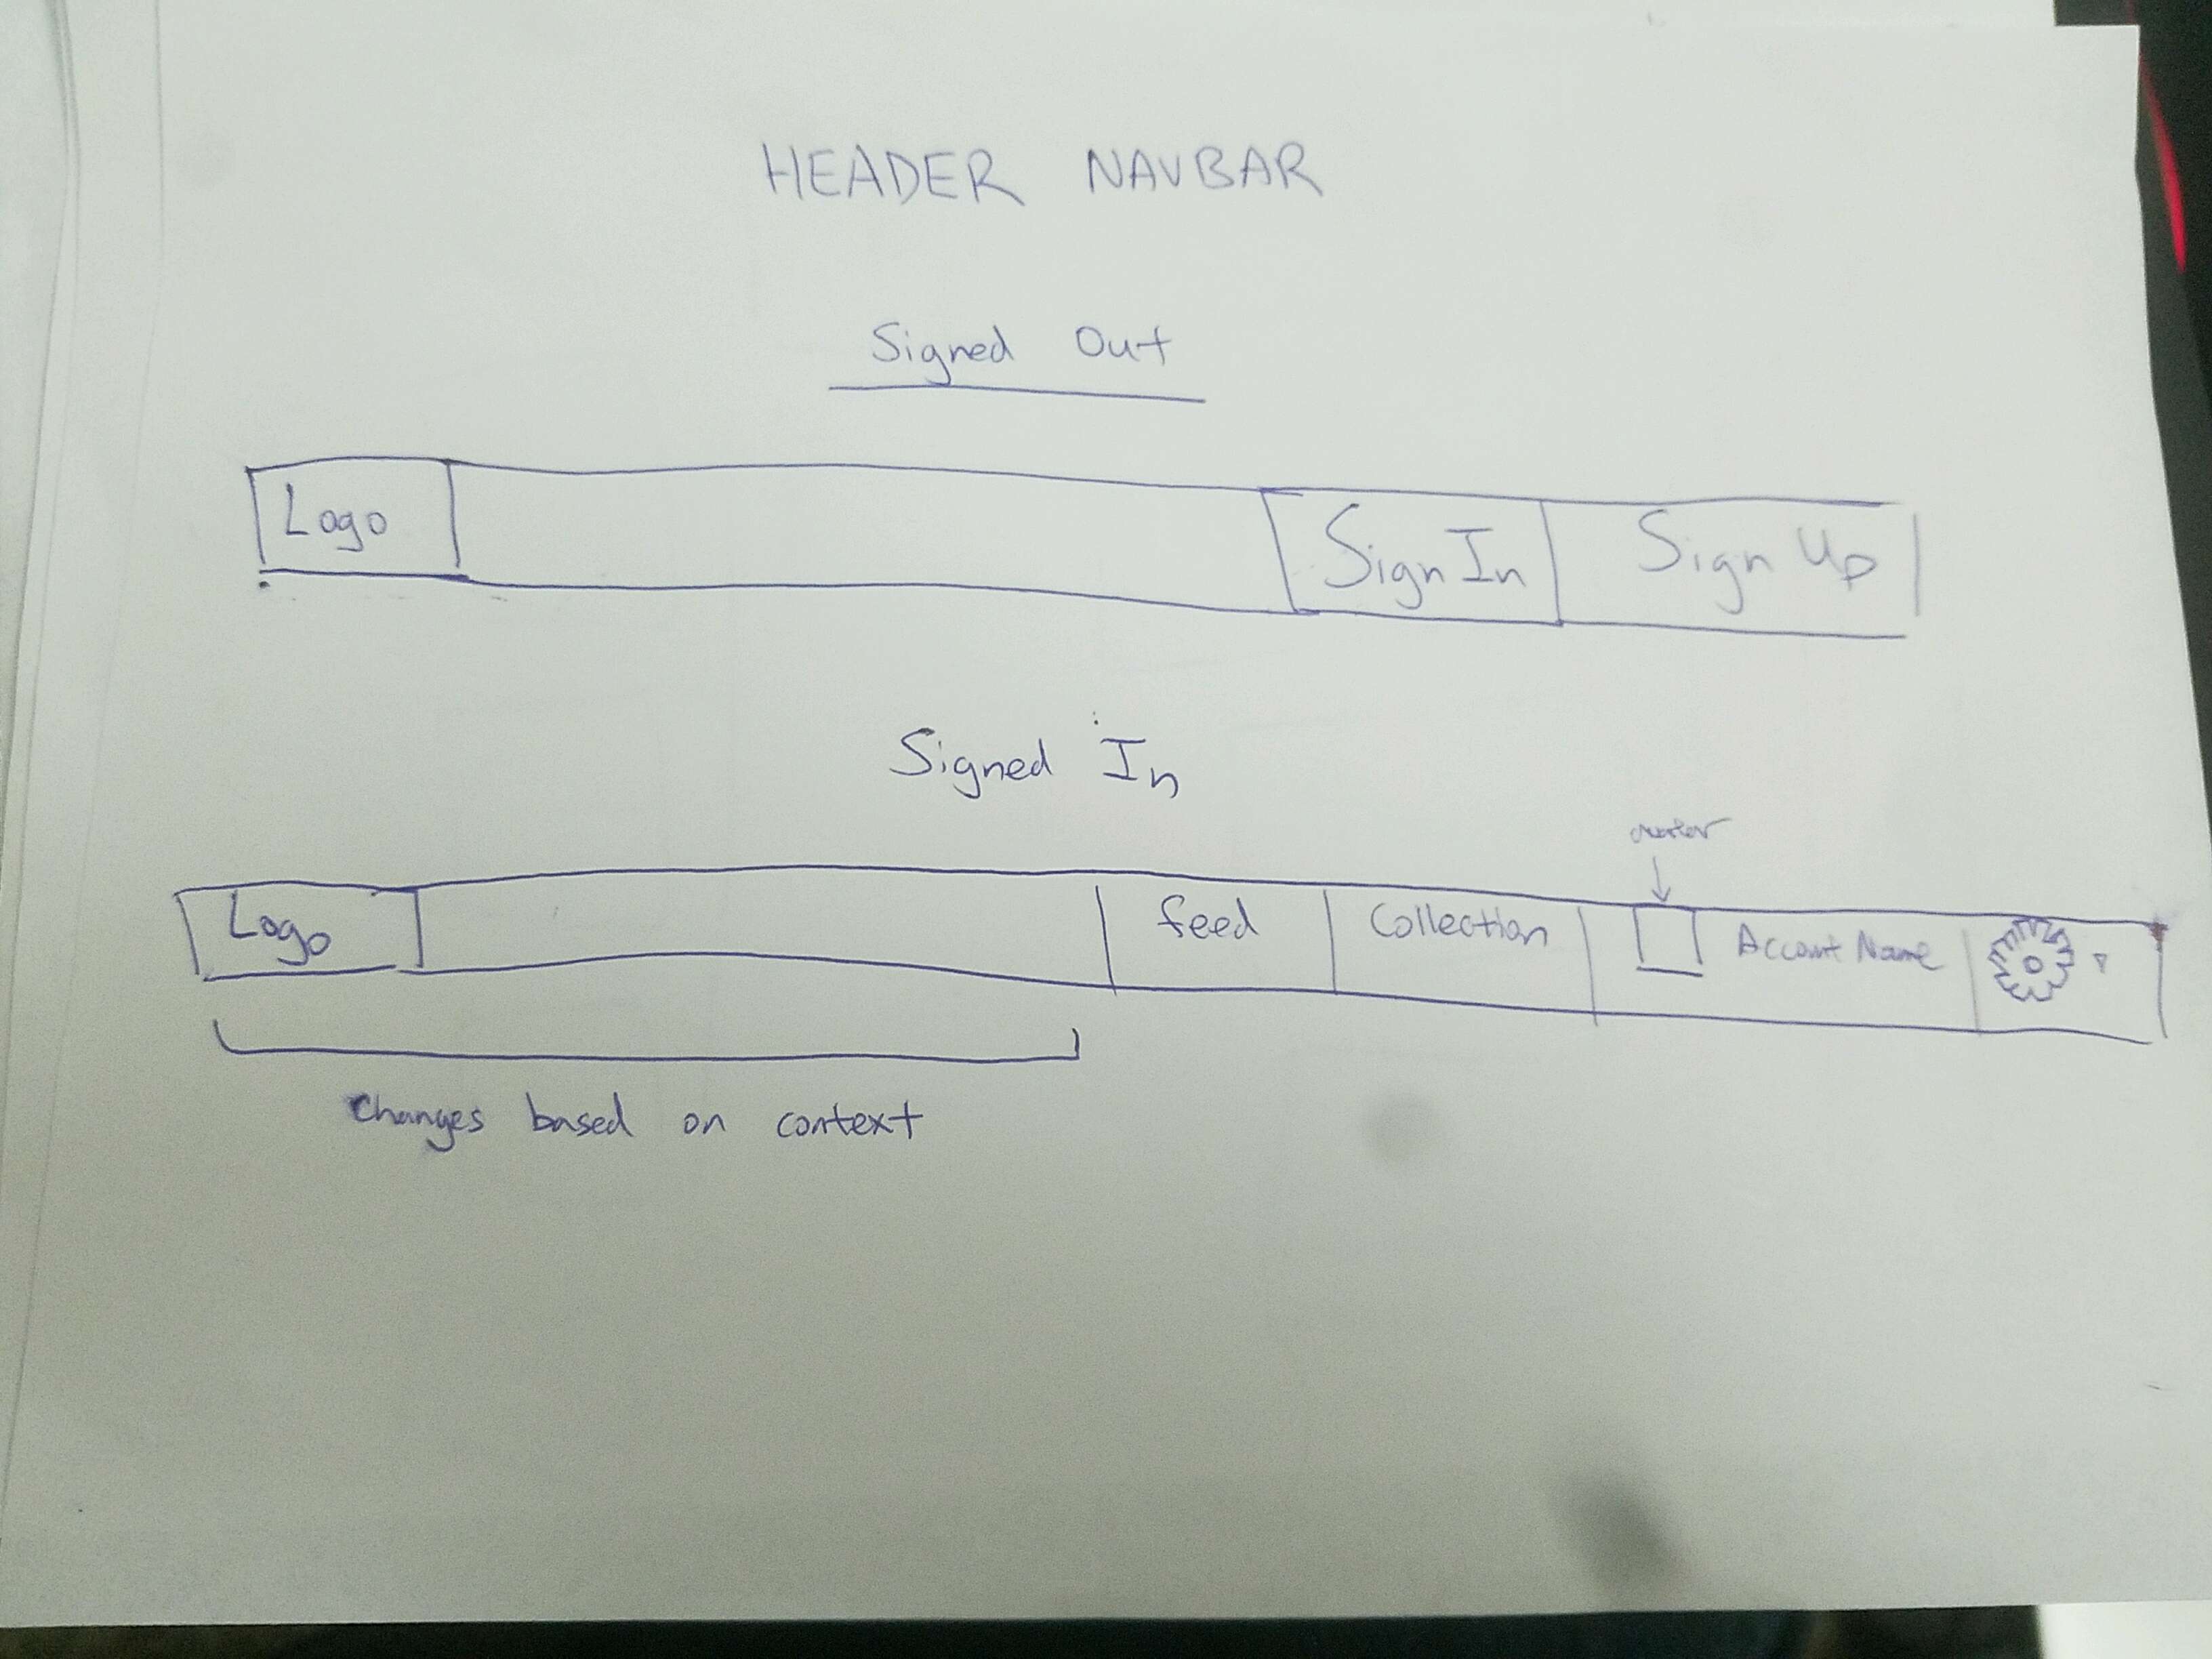 HEADER NAVBAR
Signed Out
Logo
Sign In
Sign Up
Signed In
avatar
Logo
feed
Collection
Account Name
Changes based on context